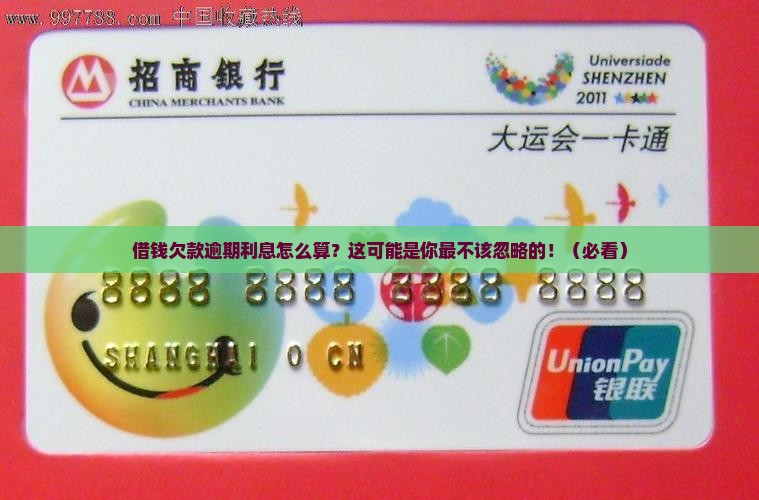 www.997788.com 中国收藏热线
招商银行
CHINA MERCHANTS BANK
Universiade
SHENZHEN
2011
大运会一卡通
借钱欠款逾期利息怎么算？这可能是你最不该忽略的！（必看）
8888 8888 8888 8888
SHANGHAI 0 CN
UnionPay
银联